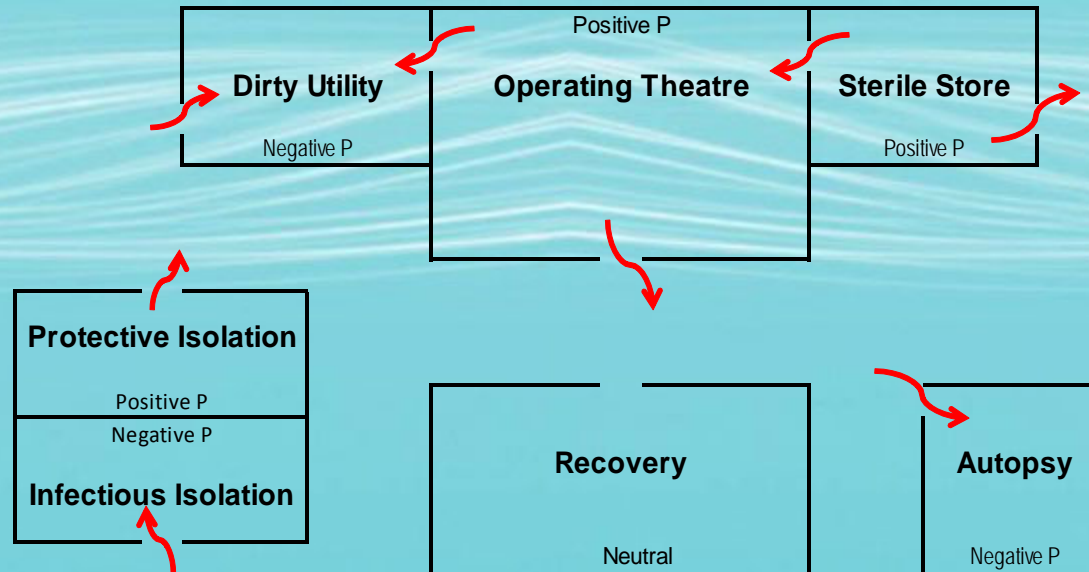 Positive P
Dirty Utility
Operating Theatre
Sterile Store
Negative P
Positive P
Protective Isolation
Positive P
Negative P
Infectious Isolation
Recovery
Autopsy
Neutral
Negative P